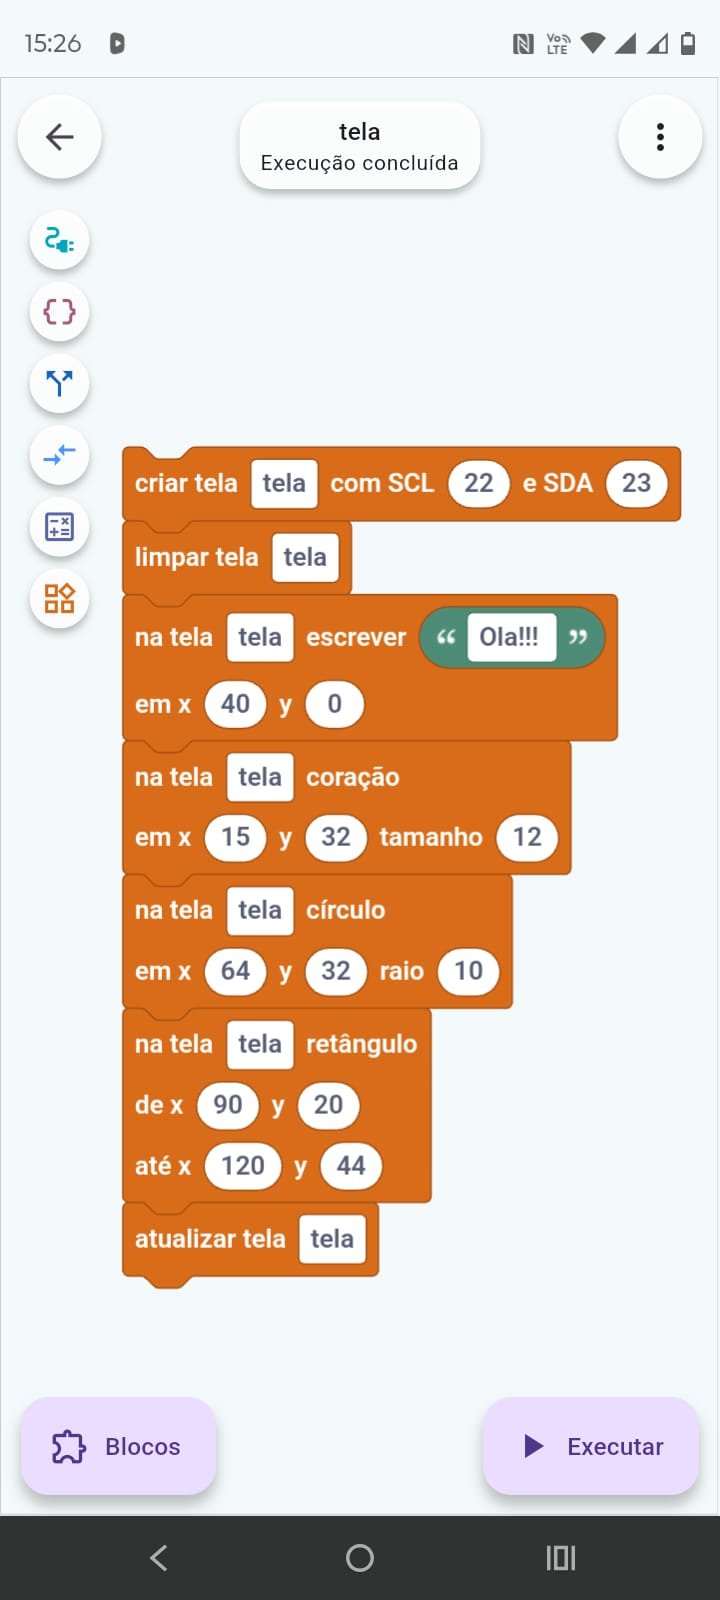 15:26
Vo LTE
tela
Execução concluída
criar tela tela com SCL 22 e SDA 23
limpar tela tela
na tela tela escrever “ Ola!!! ”
em x 40 y 0
na tela tela coração
em x 15 y 32 tamanho 12
na tela tela círculo
em x 64 y 32 raio 10
na tela tela retângulo
de x 90 y 20
até x 120 y 44
atualizar tela tela
Blocos
Executar